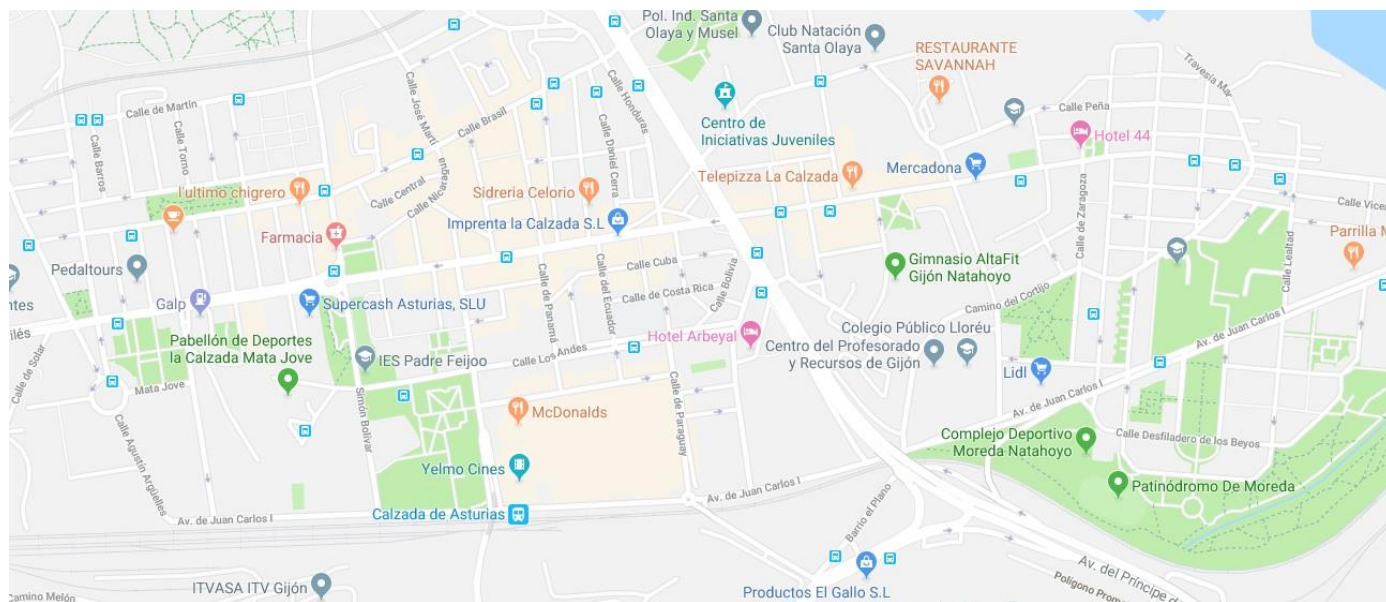 Pol. Ind. Santa
Olaya y Musel
Club Natación
Santa Olaya
RESTAURANTE
SAVANNAH
Travesía Mar
Calle Honduras
Calle de Martín
Calle José Martí
Calle Brasil
Calle Daniel Cerra
Centro de
Iniciativas Juveniles
Calle Peña
Hotel 44
Calle Barros
Calle Torno
Mercadona
Telepizza La Calzada
l'ultimo chigrero
Calle Central
Calle Nicaragua
Sidreria Celorio
Imprenta la Calzada S.L
Calle de Zaragoza
Calle Vice
Farmacia
Parrilla M
Pedaltours
Calle Cuba
Calle Bolivia
Gimnasio AltaFit
Gijón Natahoyo
Calle Lealtad
ntes
Galp
Supercash Asturias, SLU
Calle de Panamá
Calle del Ecuador
Calle de Costa Rica
Camino del Cortijo
ilés
Pabellón de Deportes
la Calzada Mata Jove
Hotel Arbeyal
Colegio Público Lloréu
Centro del Profesorado
y Recursos de Gijón
Av. de Juan Carlos I
Calle de Solar
IES Padre Feijoo
Calle Los Andes
Lidl
Mata Jove
Simón Bolívar
McDonalds
Calle de Paraguay
Av. de Juan Carlos I
Calle Agustín Argüelles
Complejo Deportivo
Moreda Natahoyo
Calle Desfiladero de los Beyos
Yelmo Cines
Patinódromo De Moreda
Av. de Juan Carlos I
Calzada de Asturias
Av. de Juan Carlos I
Barrio el Plano
Av. del Príncipe d
ITVASA ITV Gijón
Camino Melón
Productos El Gallo S.L
Polígono Prom